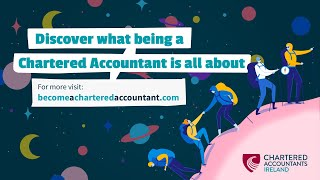 Discover what being a
Chartered Accountant is all about
For more visit:
becomeacharteredaccountant.com
CHARTERED
ACCOUNTANTS
IRELAND